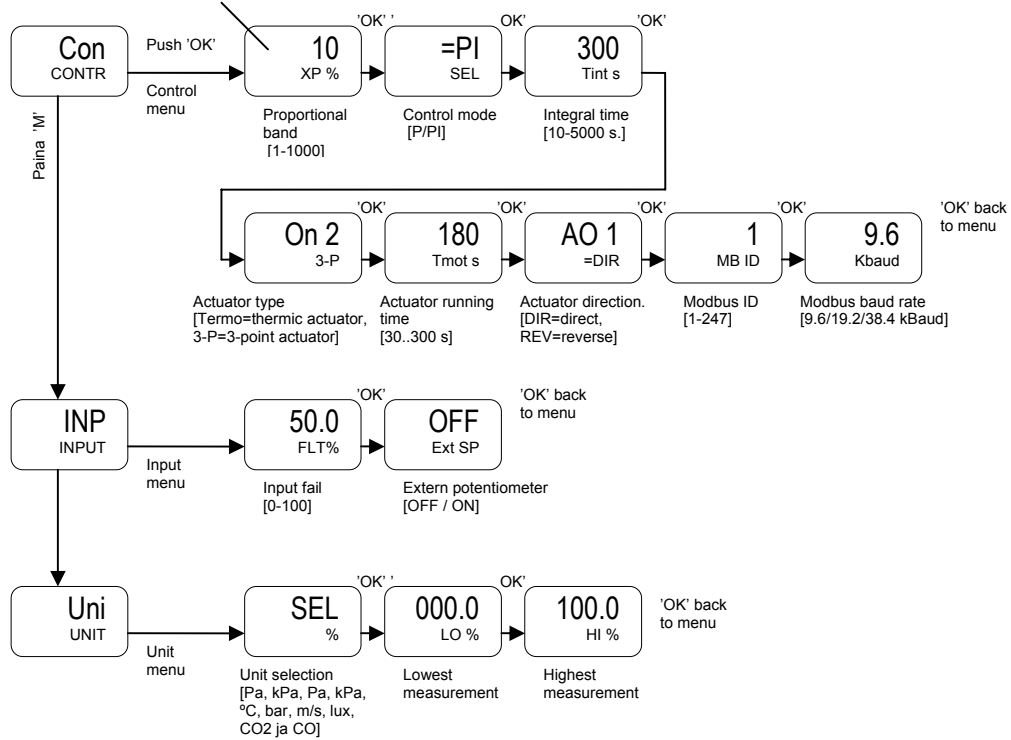 'OK' ' OK' 'OK'
Con
CONTR
Push 'OK'
Control
menu
10
XP %
=PI
SEL
300
Tint s
Proportional
band
[1-1000]
Control mode
[P/PI]
Integral time
[10-5000 s.]
Paina 'M'
'OK' 'OK' 'OK' 'OK'
On 2
3-P
180
Tmot s
AO 1
=DIR
1
MB ID
9.6
Kbaud
'OK' back
to menu
Actuator type
[Termo=thermic actuator,
3-P=3-point actuator]
Actuator running
time
[30..300 s]
Actuator direction.
[DIR=direct,
REV=reverse]
Modbus ID
[1-247]
Modbus baud rate
[9.6/19.2/38.4 kBaud]
INP
INPUT
Input
menu
'OK'
50.0
FLT%
OFF
Ext SP
'OK' back
to menu
Input fail
[0-100]
Extern potentiometer
[OFF / ON]
Uni
UNIT
Unit
menu
'OK' ' OK'
SEL
%
000.0
LO %
100.0
HI %
'OK' back
to menu
Unit selection
[Pa, kPa, Pa, kPa,
ºC, bar, m/s, lux,
CO2 ja CO]
Lowest
measurement
Highest
measurement